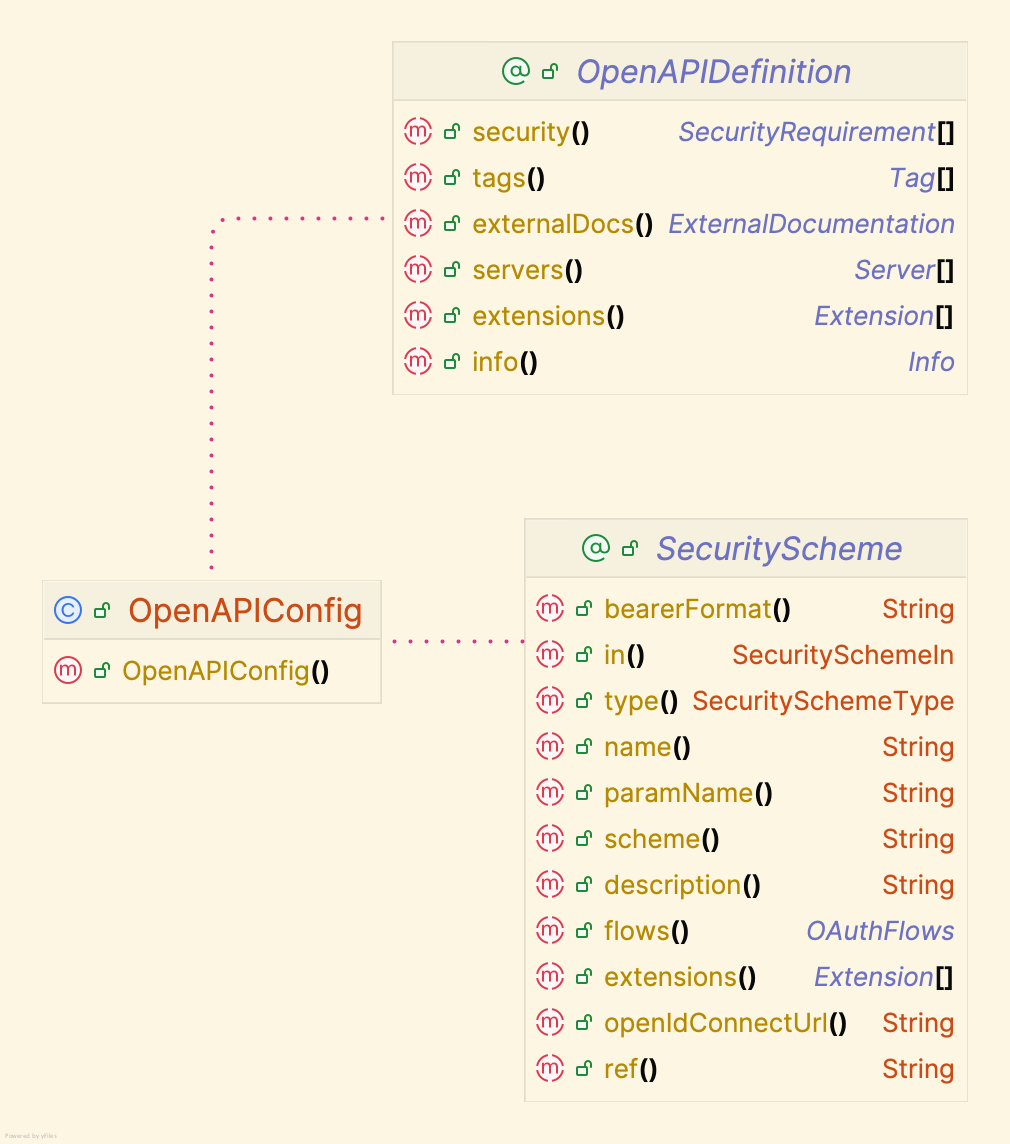 @ OpenAPIDefinition
m security() SecurityRequirement[]
m tags() Tag[]
m externalDocs() ExternalDocumentation
m servers() Server[]
m extensions() Extension[]
m info() Info
C OpenAPIConfig
m OpenAPIConfig()
@ SecurityScheme
m bearerFormat() String
m in() SecuritySchemeIn
m type() SecuritySchemeType
m name() String
m paramName() String
m scheme() String
m description() String
m flows() OAuthFlows
m extensions() Extension[]
m openIdConnectUrl() String
m ref() String
Powered by yFiles